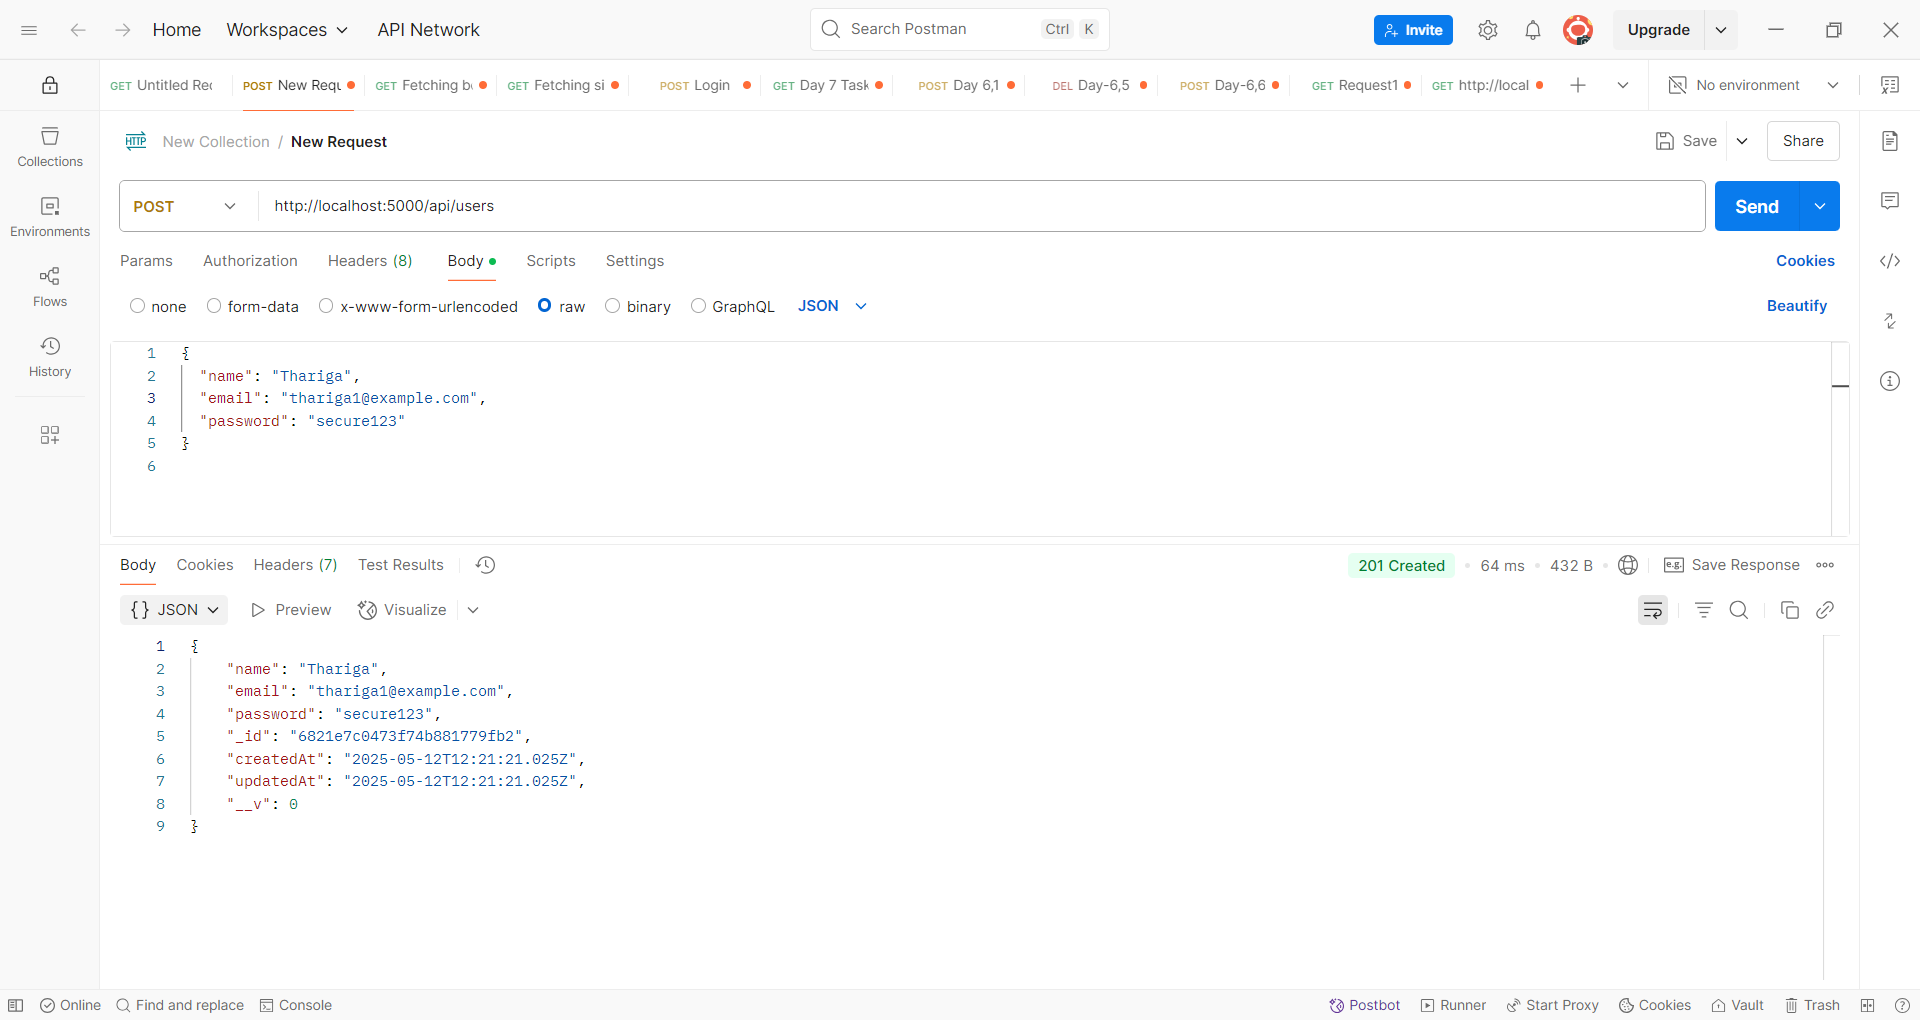 Home Workspaces API Network Search Postman Ctrl K Invite Upgrade
GET Untitled Rec POST New Requ GET Fetching b GET Fetching si POST Login GET Day 7 Task POST Day 6,1 DEL Day-6,5 POST Day-6,6 GET Request1 GET http://local No environment
HTTP New Collection / New Request Save Share
Collections
Environments
Flows
History
POST http://localhost:5000/api/users Send
Params Authorization Headers (8) Body Scripts Settings Cookies
none form-data x-www-form-urlencoded raw binary GraphQL JSON Beautify
1 {
2 "name": "Thariga",
3 "email": "thariga1@example.com",
4 "password": "secure123"
5 }
6
Body Cookies Headers (7) Test Results 201 Created 64 ms 432 B e.g. Save Response
{} JSON Preview Visualize
1 {
2 "name": "Thariga",
3 "email": "thariga1@example.com",
4 "password": "secure123",
5 "_id": "6821e7c0473f74b881779fb2",
6 "createdAt": "2025-05-12T12:21:21.025Z",
7 "updatedAt": "2025-05-12T12:21:21.025Z",
8 "__v": 0
9 }
Online Find and replace Console Postbot Runner Start Proxy Cookies Vault Trash